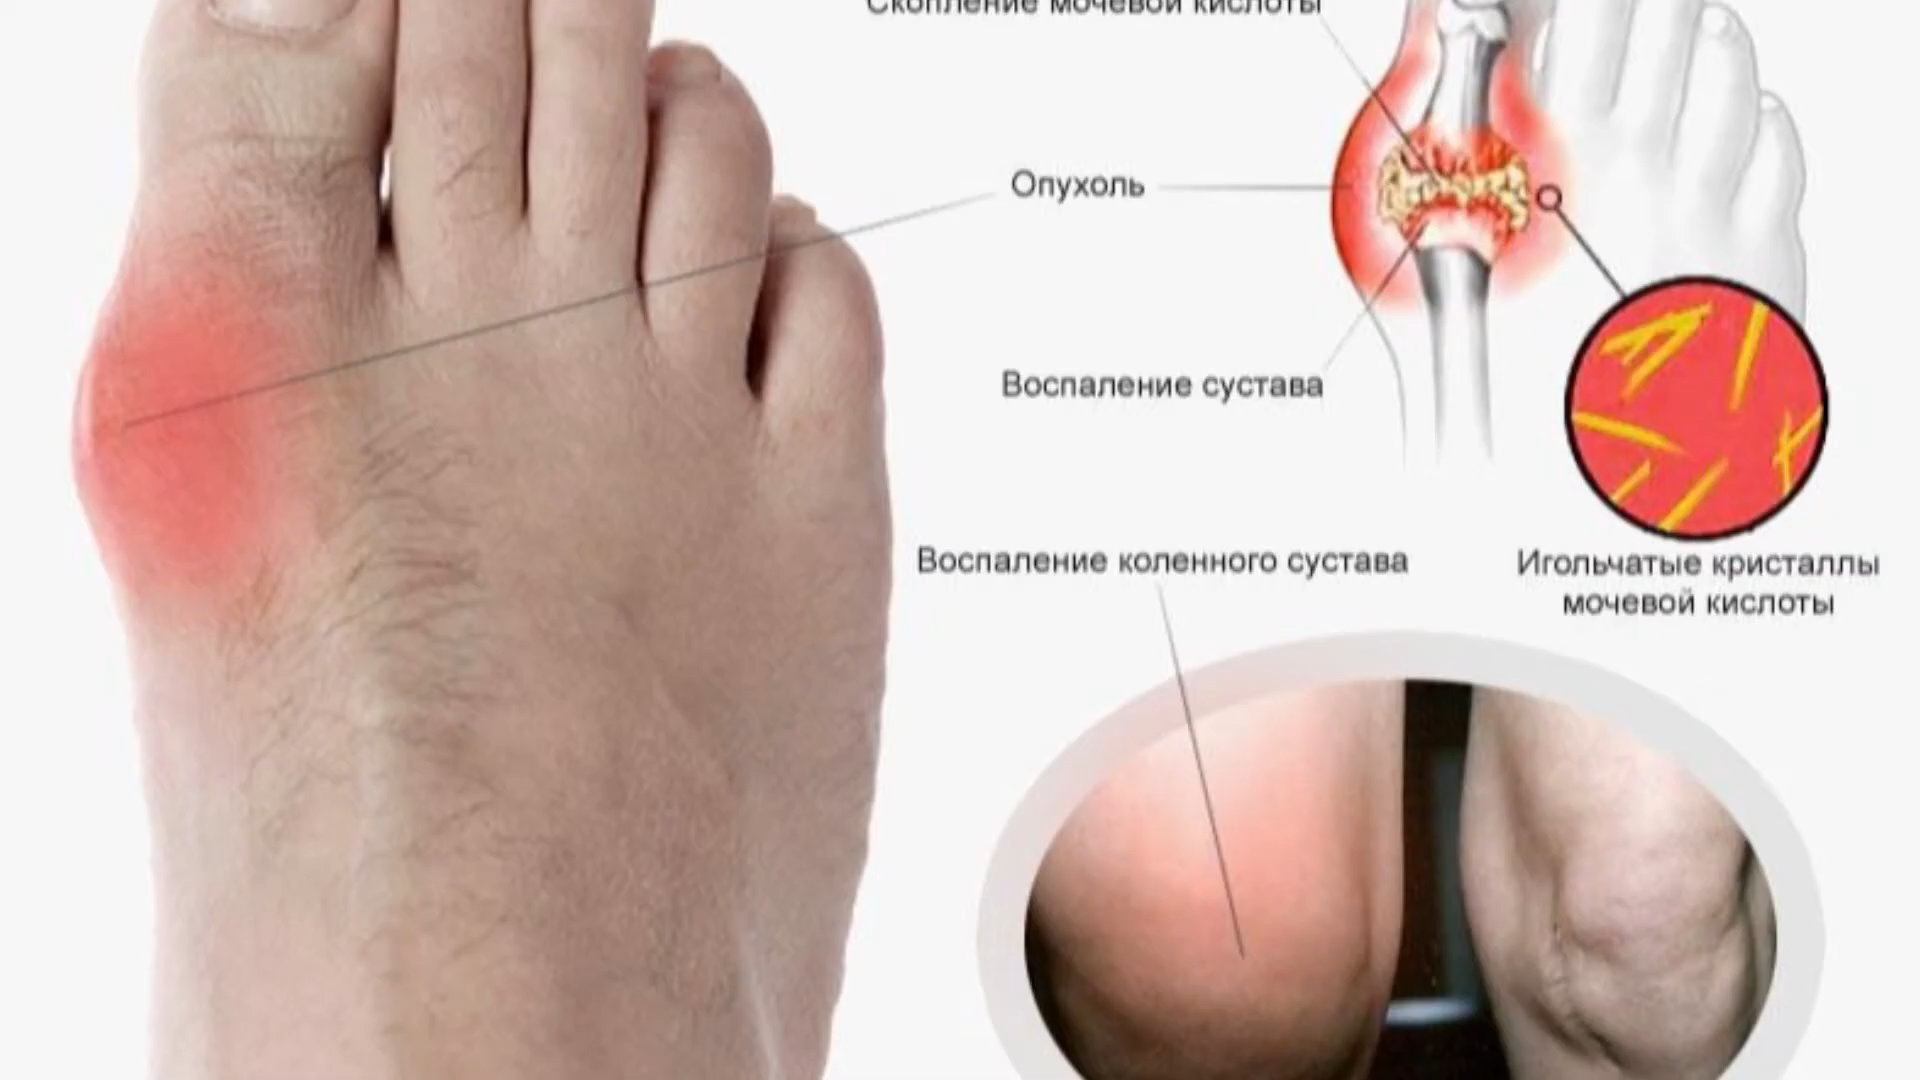 Скопление мочевой кислоты
Опухоль
Воспаление сустава
Воспаление коленного сустава
Игольчатые кристаллы
мочевой кислоты